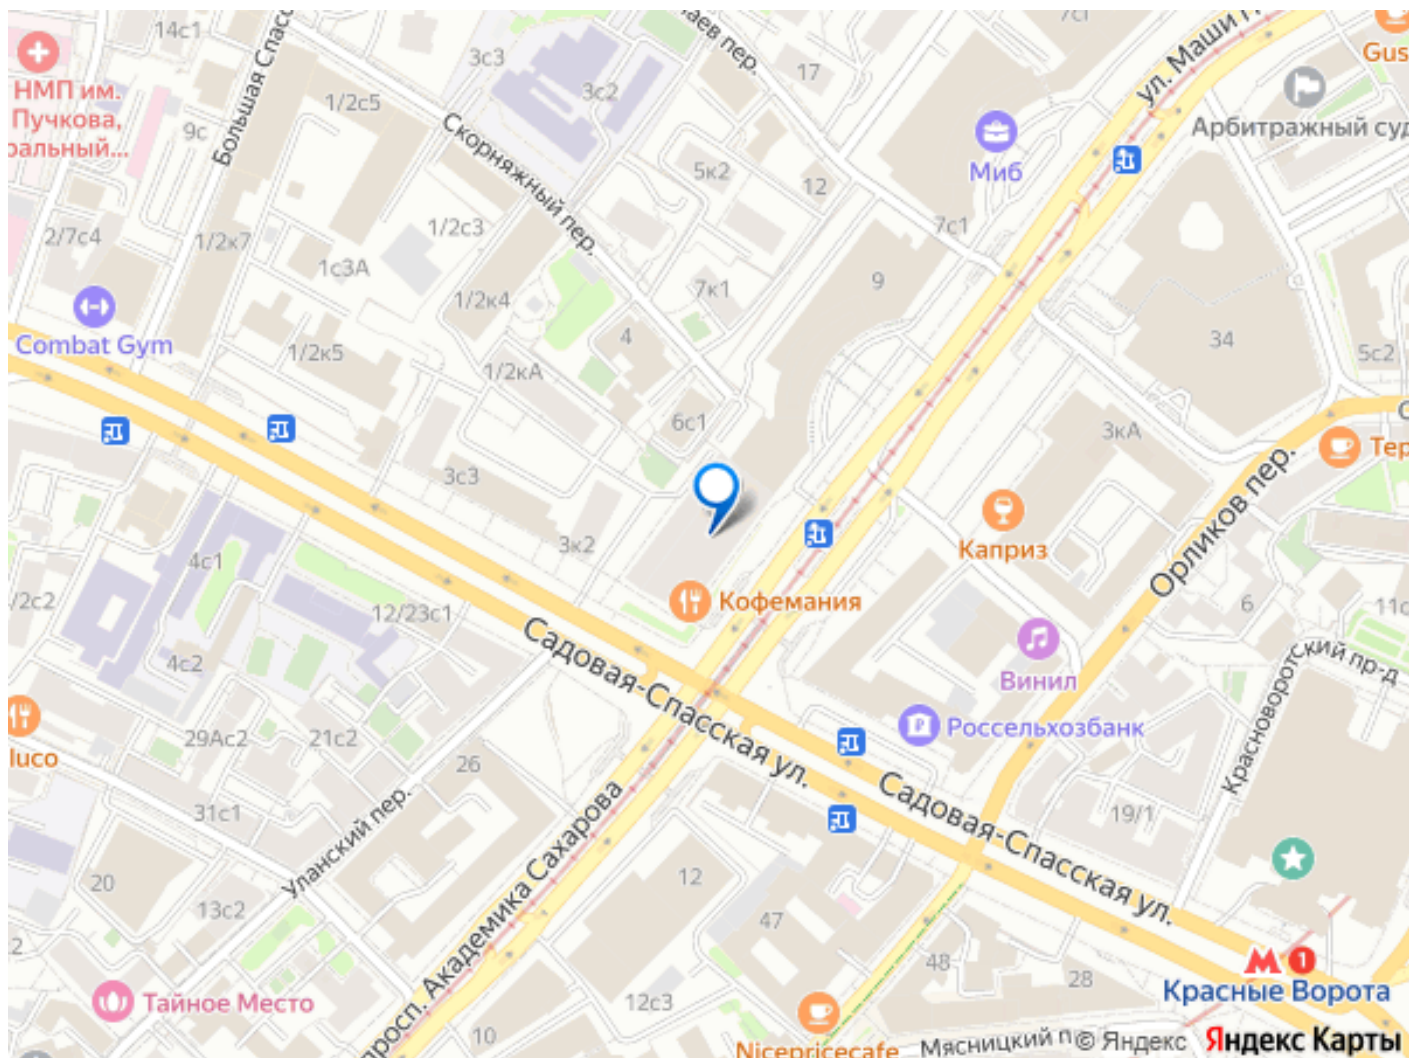 14с1
Большая Спасс
3с3
3с2
аев пер.
17
7с1
ул. Маши
Gus
НМП им.
Пучкова,
ральный...
1/2с5
9с
Скорняжный пер.
5к2
12
Миб
Арбитражный суд
2/7с4
1/2к7
1/2с3
1с3А
7с1
1/2к4
7к1
9
Combat Gym
1/2к5
4
1/2кА
34
5с2
6с1
3кА
С
Тер
3с3
Орликов пер.
3к2
Каприз
4с1
/2с2
12/23с1
Кофемания
6
11с
4с2
Садовая-Спасская ул.
Винил
Красноворотский пр-д
29Ас2
21с2
Россельхозбанк
luco
26
31с1
Уланский пер.
просп. Академика Сахарова
Садовая-Спасская ул.
19/1
20
13с2
12
47
2
48
28
1
Красные Ворота
Тайное Место
12с3
10
Nicepricecafe
Мясницкий п
© Яндекс
Яндекс Карты